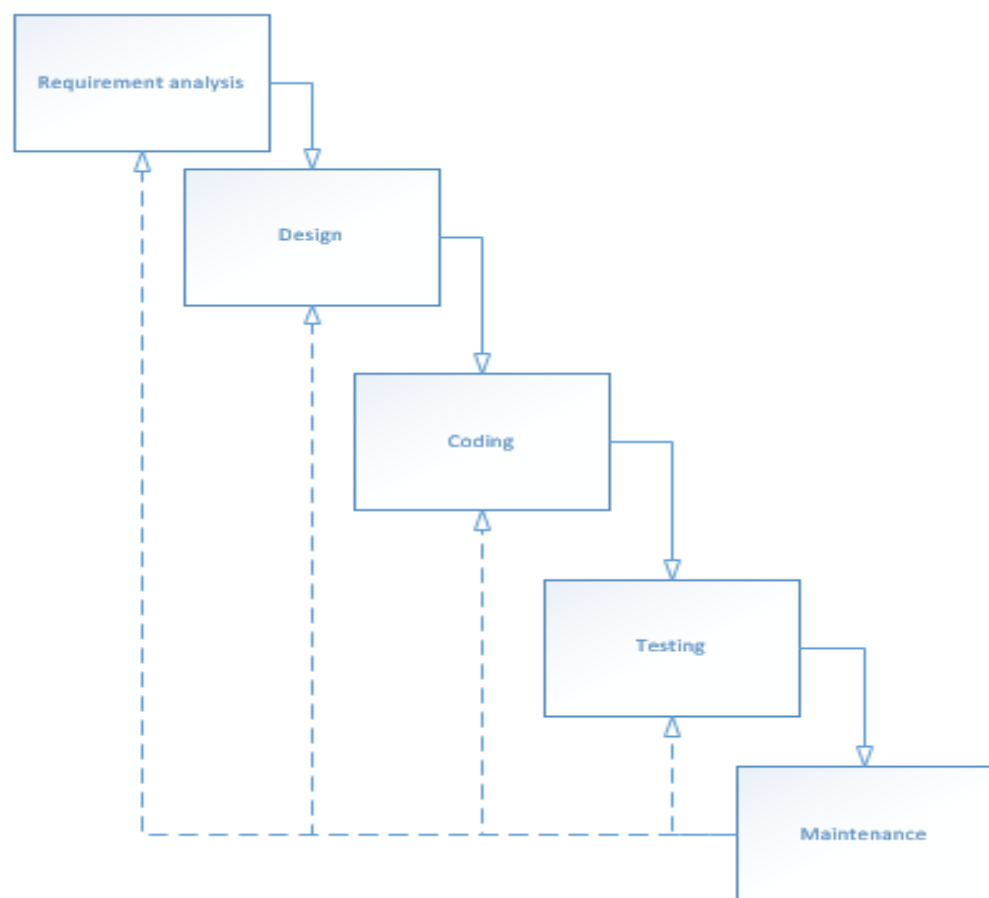 Requirement analysis
Design
Coding
Testing
Maintenance